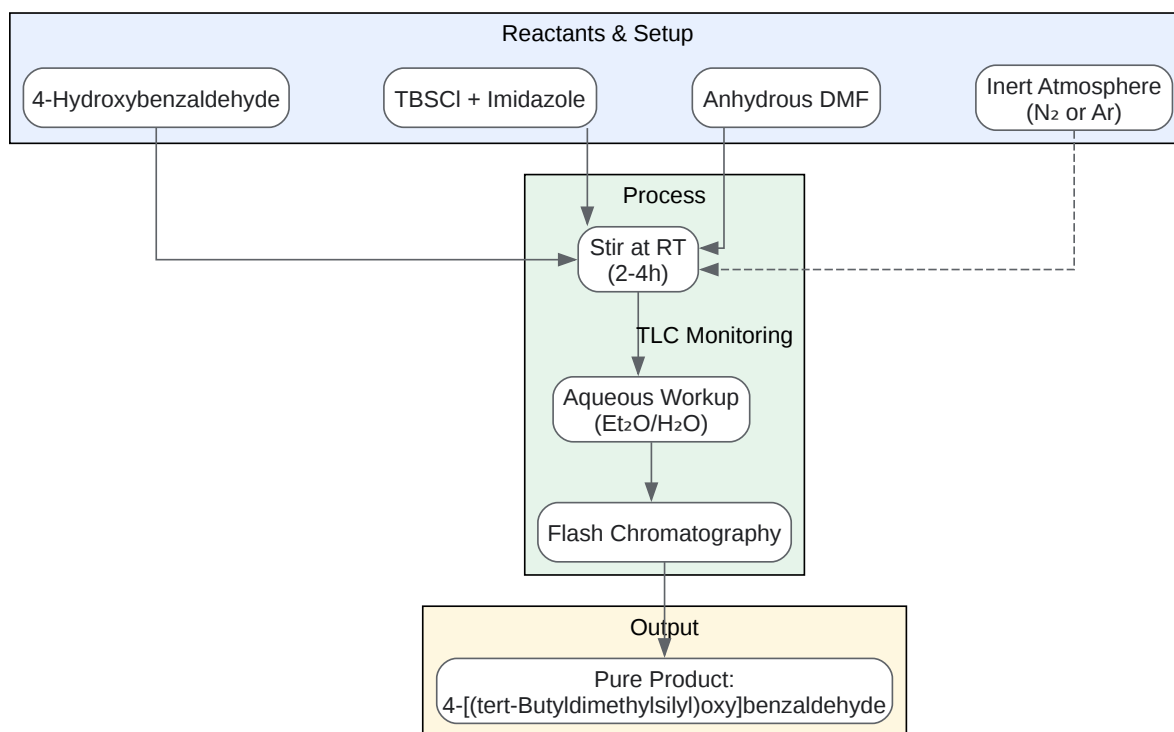 Reactants & Setup
4-Hydroxybenzaldehyde
TBSCl + Imidazole
Anhydrous DMF
Inert Atmosphere
(N₂ or Ar)
Process
Stir at RT
(2-4h)
TLC Monitoring
Aqueous Workup
(Et₂O/H₂O)
Flash Chromatography
Output
Pure Product:
4-[(tert-Butyldimethylsilyl)oxy]benzaldehyde